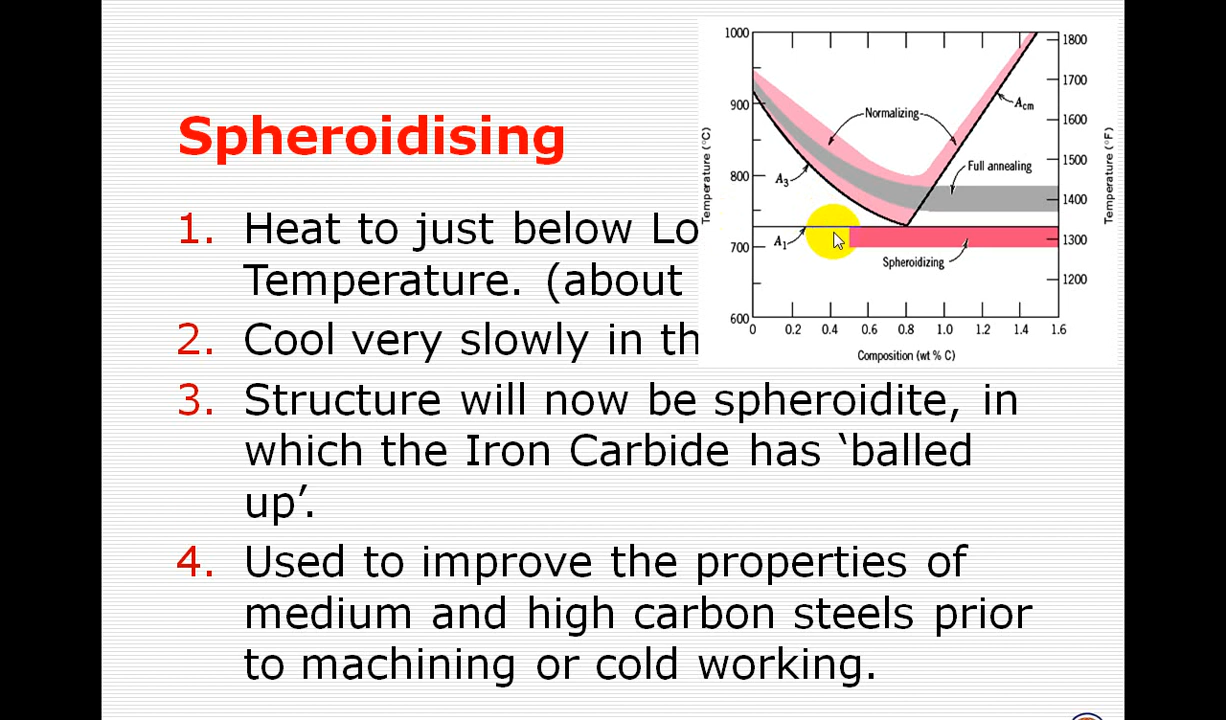 Spheroidising
1. Heat to just below Lo
Temperature. (about
2. Cool very slowly in th
3. Structure will now be spheroidite, in
which the Iron Carbide has ‘balled
up’.
4. Used to improve the properties of
medium and high carbon steels prior
to machining or cold working.
Temperature (°C)
1000
900
800
700
600
Temperature (°F)
1800
1700
1600
1500
1400
1300
1200
Normalizing
Acm
Full annealing
A3
A1
Spheroidizing
0 0.2 0.4 0.6 0.8 1.0 1.2 1.4 1.6
Composition (wt % C)